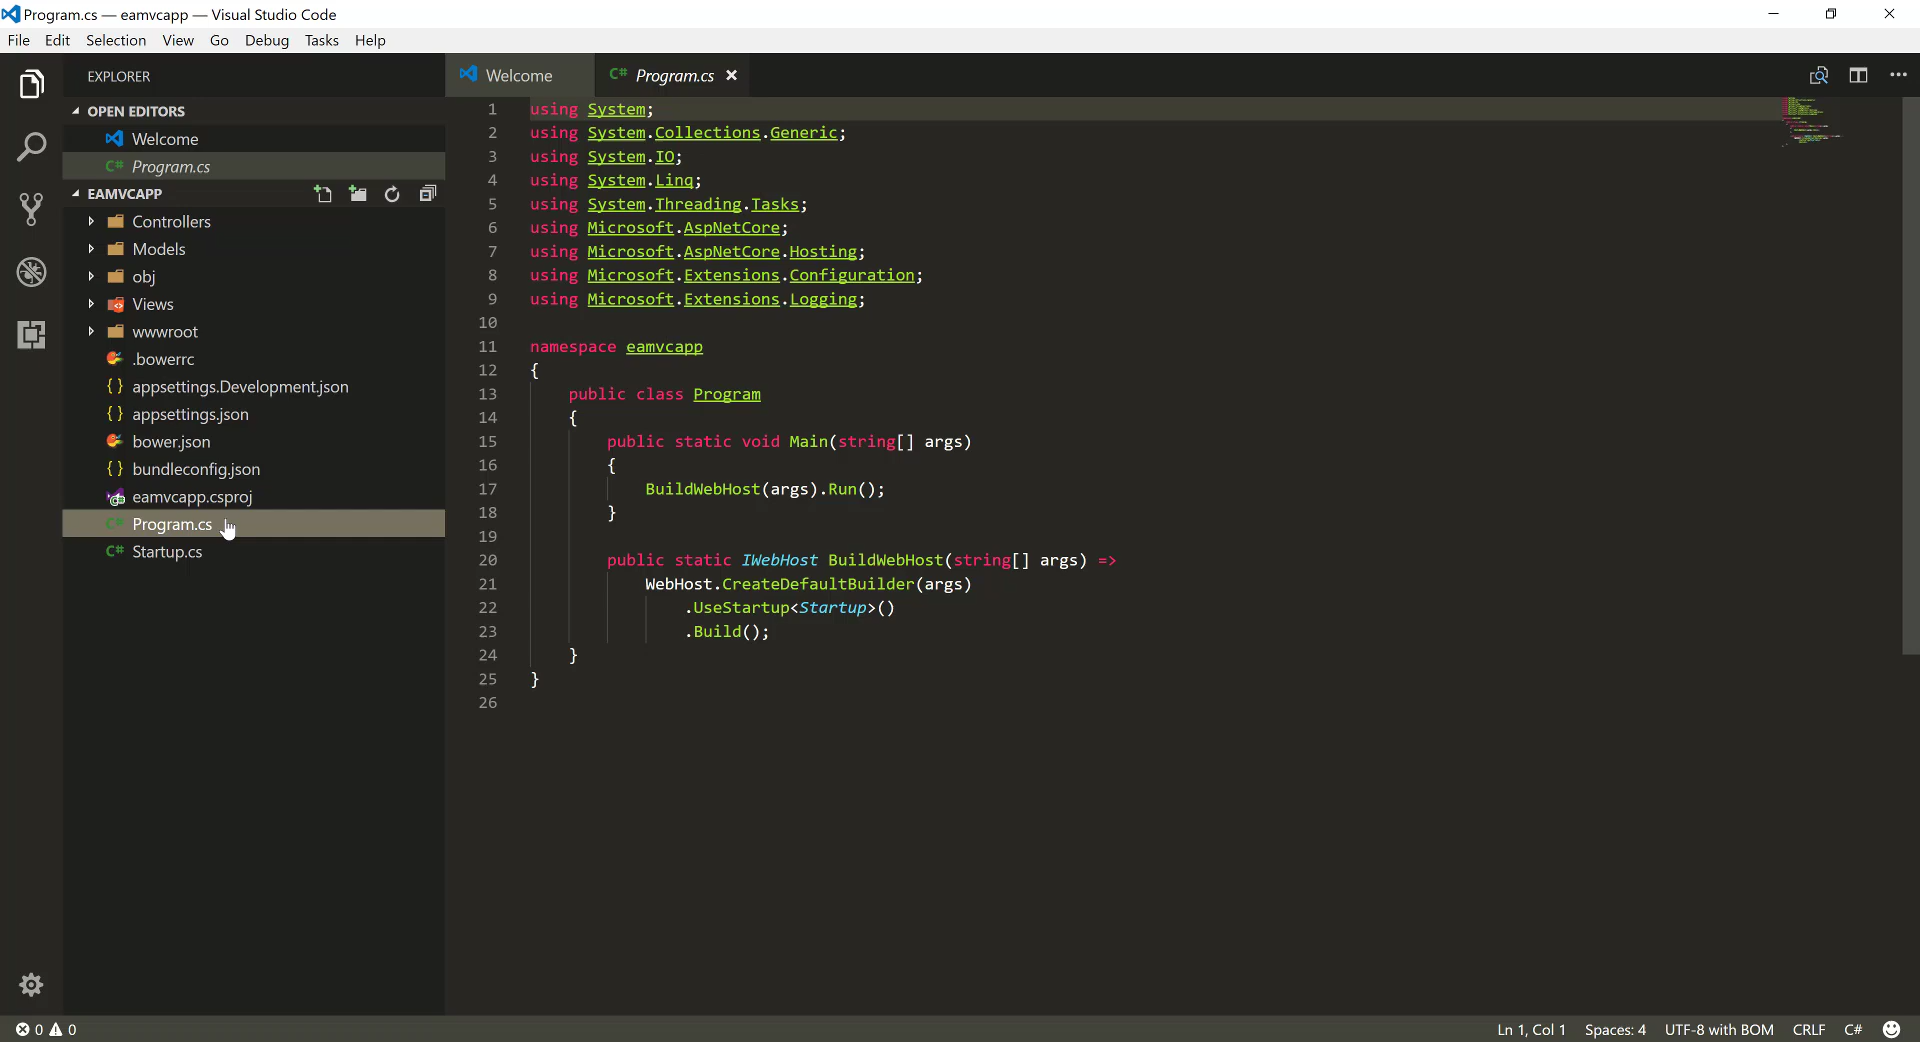 Program.cs — eamvcapp — Visual Studio Code
File Edit Selection View Go Debug Tasks Help
EXPLORER
OPEN EDITORS
Welcome
C# Program.cs
EAMVCAPP
Controllers
Models
obj
Views
wwwroot
.bowerrc
{ } appsettings.Development.json
{ } appsettings.json
bower.json
{ } bundleconfig.json
eamvcapp.csproj
C# Program.cs
C# Startup.cs
Welcome
C# Program.cs
1 using System;
2 using System.Collections.Generic;
3 using System.IO;
4 using System.Linq;
5 using System.Threading.Tasks;
6 using Microsoft.AspNetCore;
7 using Microsoft.AspNetCore.Hosting;
8 using Microsoft.Extensions.Configuration;
9 using Microsoft.Extensions.Logging;
10
11 namespace eamvcapp
12 {
13     public class Program
14     {
15         public static void Main(string[] args)
16         {
17             BuildWebHost(args).Run();
18         }
19
20         public static IWebHost BuildWebHost(string[] args) =>
21             WebHost.CreateDefaultBuilder(args)
22                 .UseStartup<Startup>()
23                 .Build();
24     }
25 }
26
0 0
Ln 1, Col 1 Spaces: 4 UTF-8 with BOM CRLF C#